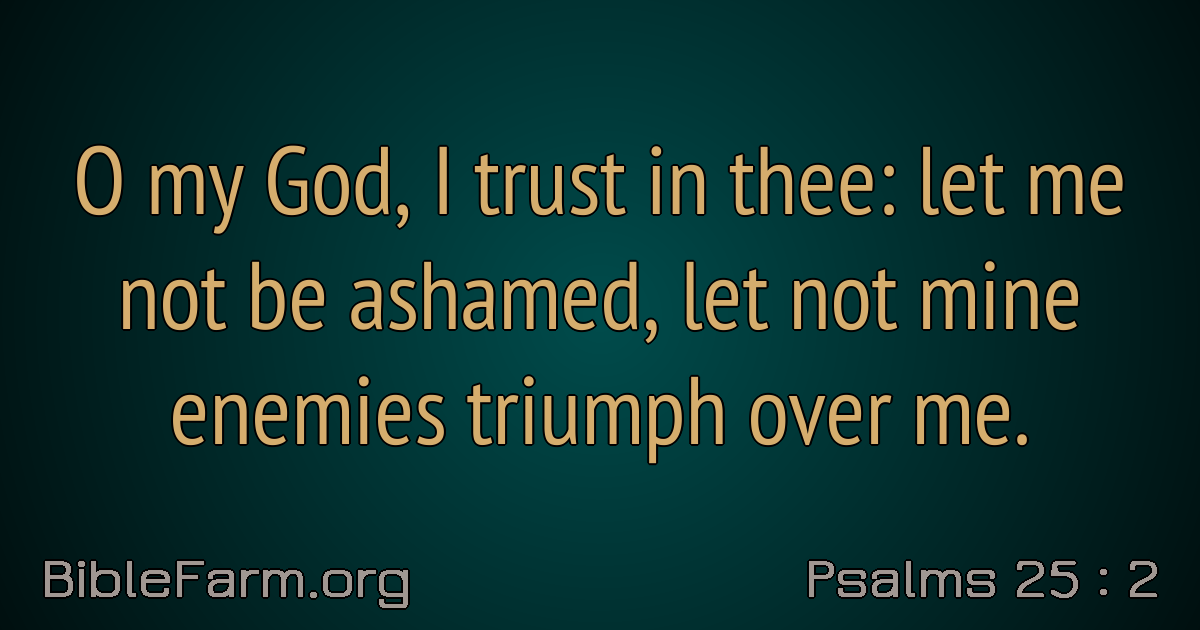 O my God, I trust in thee: let me
not be ashamed, let not mine
enemies triumph over me.
BibleFarm.org
Psalms 25 : 2